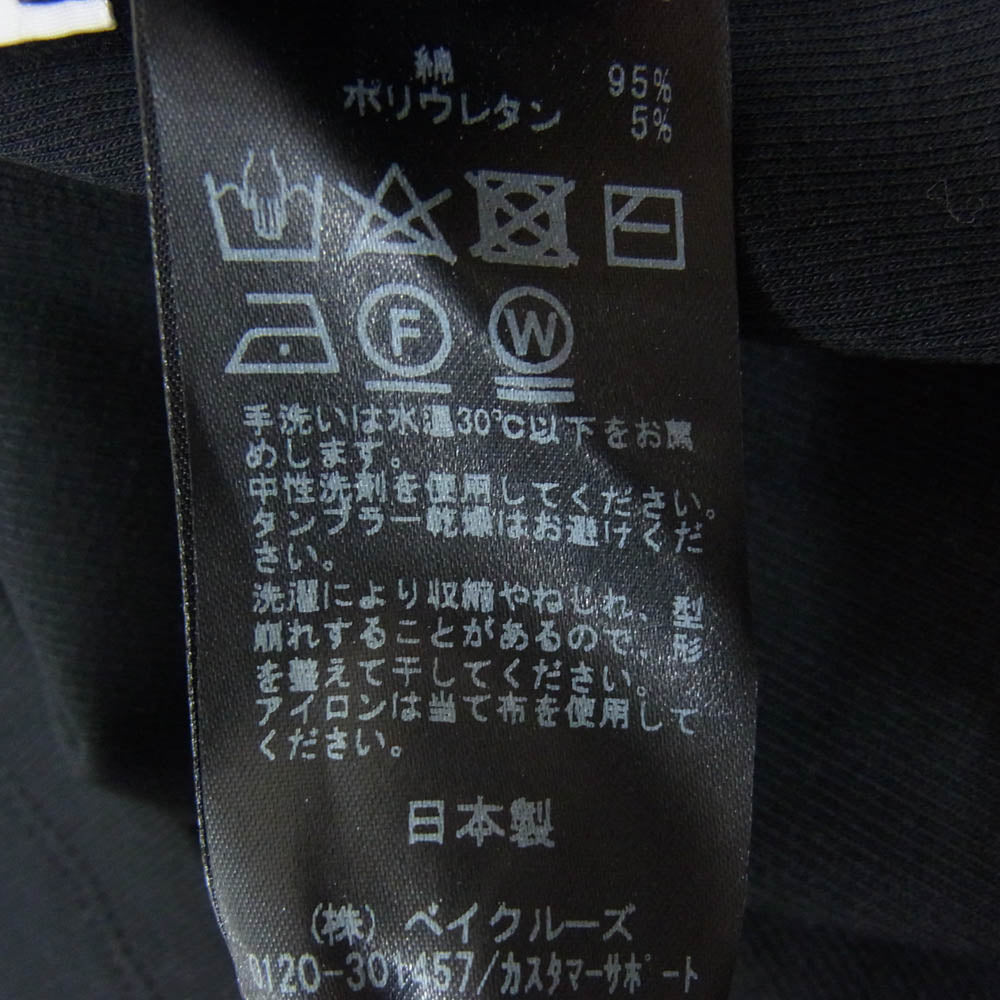 綿 95%
ポリウレタン 5%
F W
手洗いは水温30℃以下をお薦
めします。
中性洗剤を使用してください。
タンブラー乾燥はお避けくだ
さい。
洗濯により収縮やねじれ、型
崩れすることがあるので、形
を整えて干してください。
アイロンは当て布を使用して
ください。
日本製
(株)ベイクルーズ
0120-301-457/カスタマーサポート